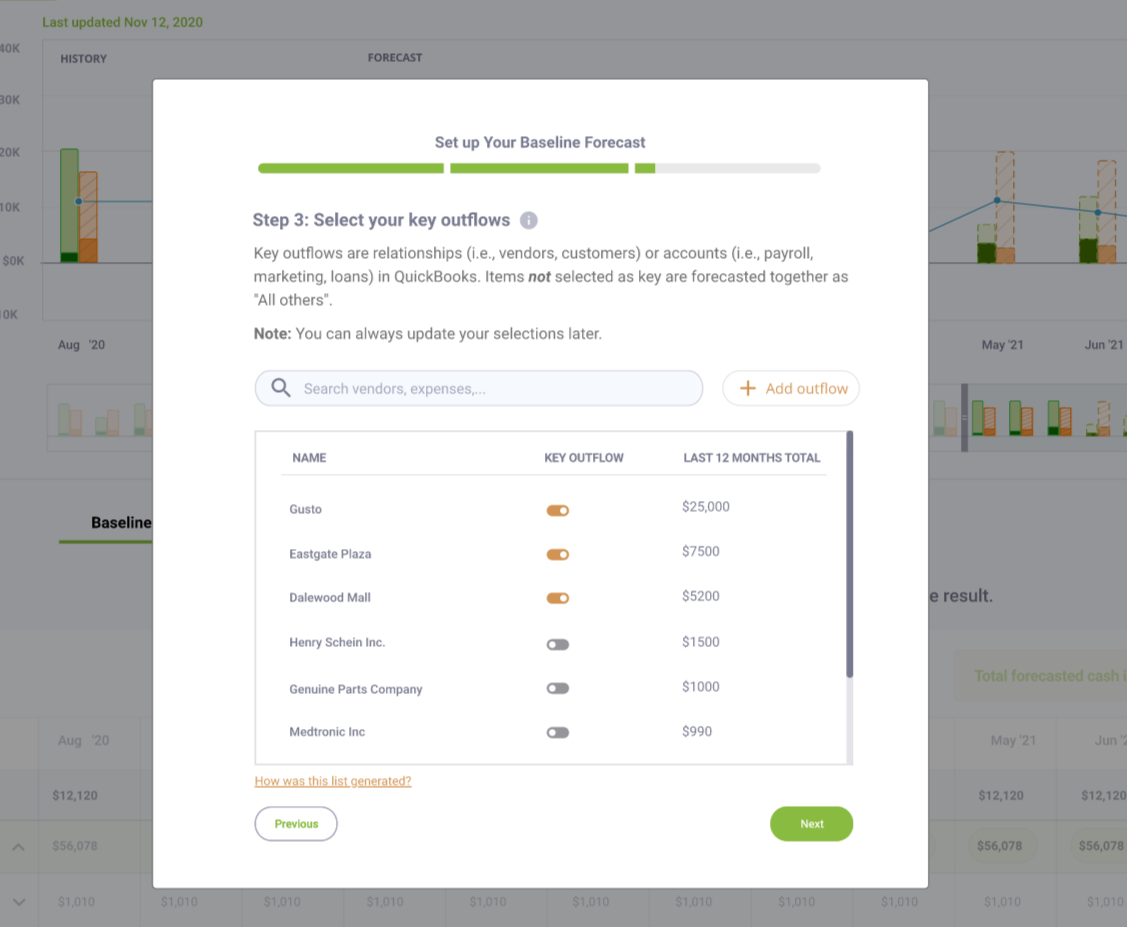 Last updated Nov 12, 2020
40K
HISTORY
FORECAST
30K
20K
10K
$0K
10K
Aug '20
May '21
Jun '21
Set up Your Baseline Forecast
Step 3: Select your key outflows
Key outflows are relationships (i.e., vendors, customers) or accounts (i.e., payroll,
marketing, loans) in QuickBooks. Items not selected as key are forecasted together as
"All others".
Note: You can always update your selections later.
Search vendors, expenses,...
Add outflow
NAME KEY OUTFLOW LAST 12 MONTHS TOTAL
Gusto $25,000
Eastgate Plaza $7500
Dalewood Mall $5200
Henry Schein Inc. $1500
Genuine Parts Company $1000
Medtronic Inc $990
How was this list generated?
Previous
Next
Baseline
e result.
Total forecasted cash i
Aug '20 May '21 Jun '2
$12,120 $12,120 $12,120
$56,078 $56,078 $56,078
$1,010 $1,010 $1,010 $1,010 $1,010 $1,010 $1,010 $1,010 $1,010 $1,010 $1,010